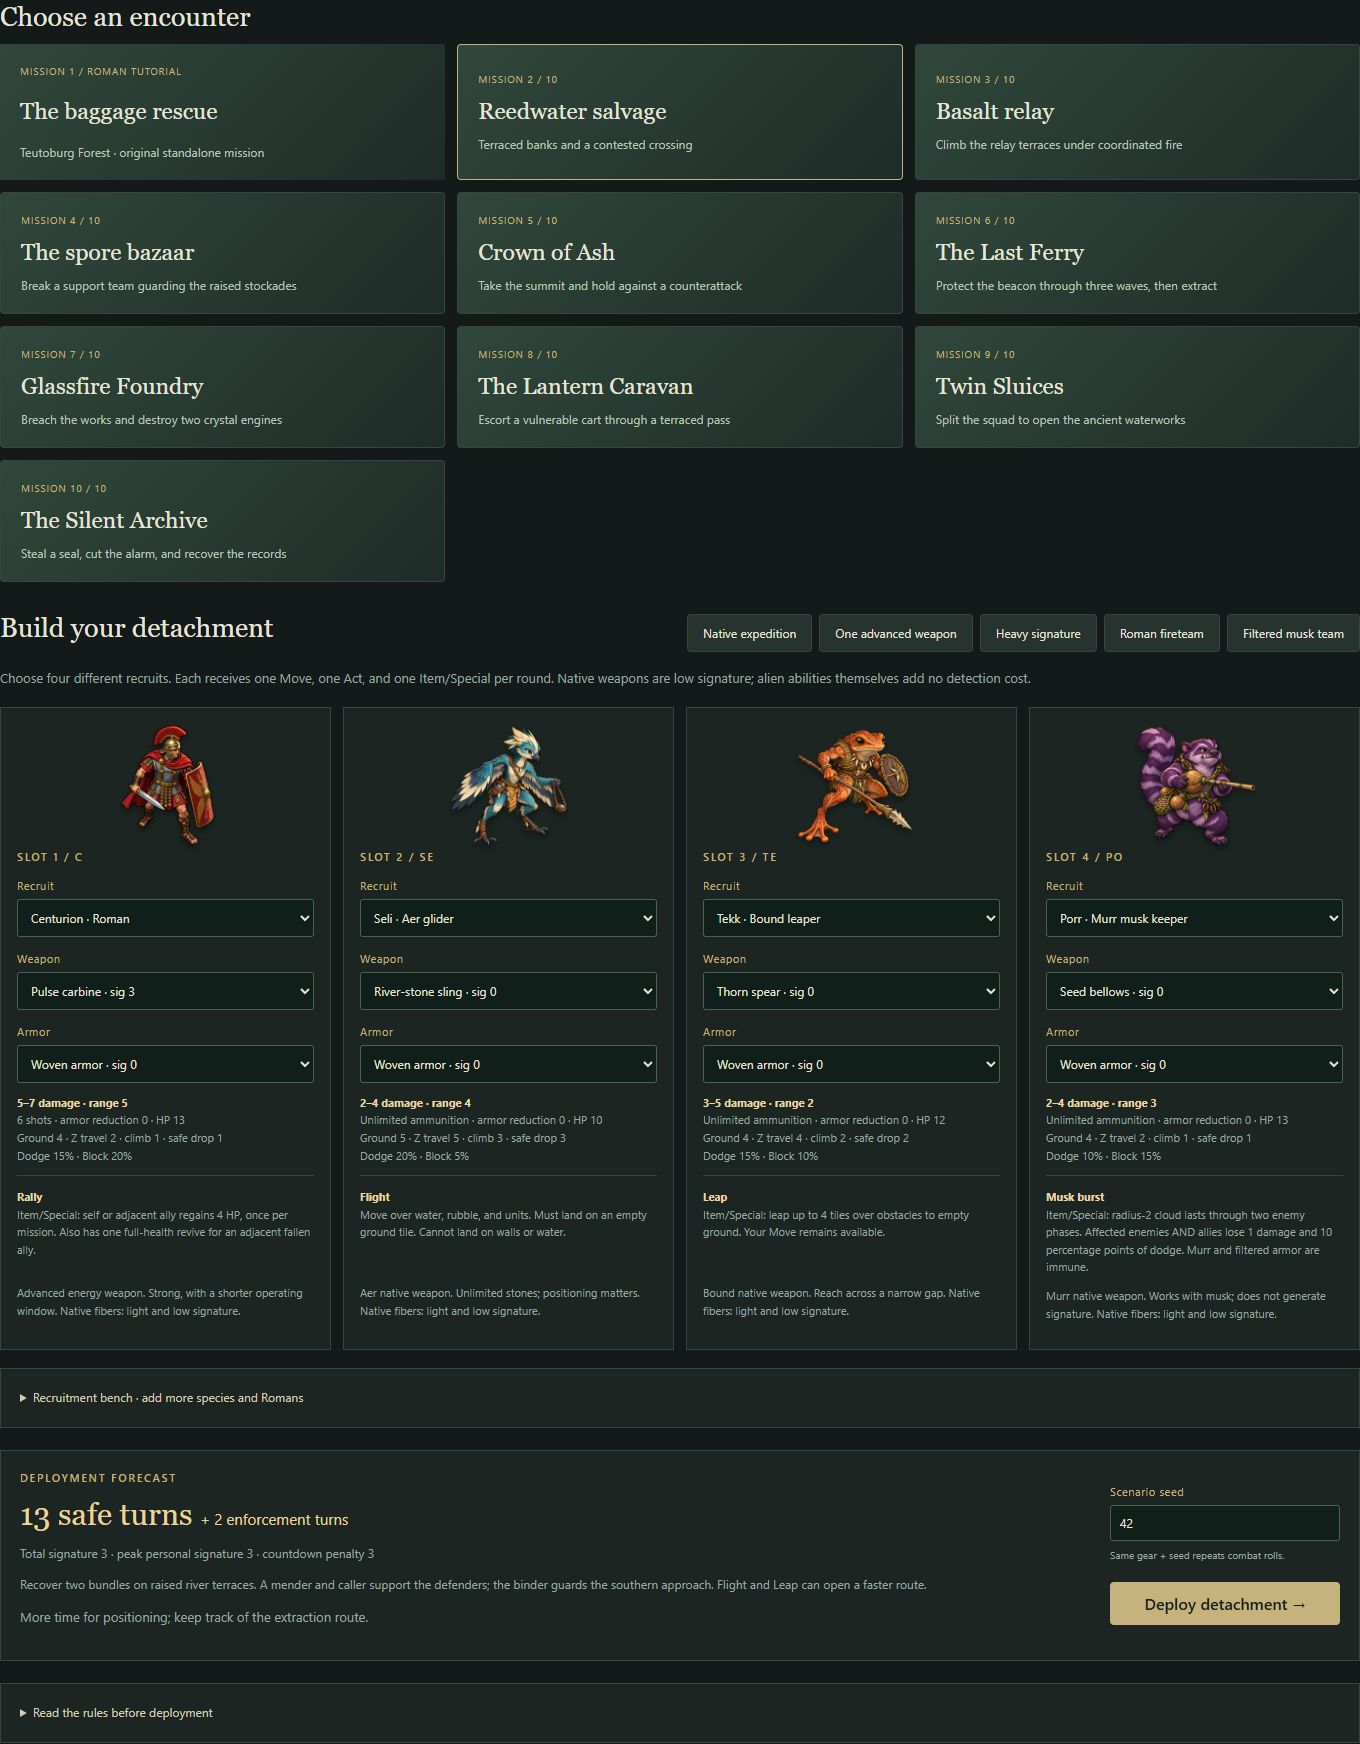 Choose an encounter
MISSION 1 / ROMAN TUTORIAL
The baggage rescue
Teutoburg Forest · original standalone mission
MISSION 2 / 10
Reedwater salvage
Terraced banks and a contested crossing
MISSION 3 / 10
Basalt relay
Climb the relay terraces under coordinated fire
MISSION 4 / 10
The spore bazaar
Break a support team guarding the raised stockades
MISSION 5 / 10
Crown of Ash
Take the summit and hold against a counterattack
MISSION 6 / 10
The Last Ferry
Protect the beacon through three waves, then extract
MISSION 7 / 10
Glassfire Foundry
Breach the works and destroy two crystal engines
MISSION 8 / 10
The Lantern Caravan
Escort a vulnerable cart through a terraced pass
MISSION 9 / 10
Twin Sluices
Split the squad to open the ancient waterworks
MISSION 10 / 10
The Silent Archive
Steal a seal, cut the alarm, and recover the records
Build your detachment
Native expedition
One advanced weapon
Heavy signature
Roman fireteam
Filtered musk team
Choose four different recruits. Each receives one Move, one Act, and one Item/Special per round. Native weapons are low signature; alien abilities themselves add no detection cost.
SLOT 1 / C
Recruit
Centurion · Roman
Weapon
Pulse carbine · sig 3
Armor
Woven armor · sig 0
5–7 damage · range 5
6 shots · armor reduction 0 · HP 13
Ground 4 · Z travel 2 · climb 1 · safe drop 1
Dodge 15% · Block 20%
Rally
Item/Special: self or adjacent ally regains 4 HP, once per
mission. Also has one full-health revive for an adjacent fallen
ally.
Advanced energy weapon. Strong, with a shorter operating
window. Native fibers: light and low signature.
SLOT 2 / SE
Recruit
Seli · Aer glider
Weapon
River-stone sling · sig 0
Armor
Woven armor · sig 0
2–4 damage · range 4
Unlimited ammunition · armor reduction 0 · HP 10
Ground 5 · Z travel 5 · climb 3 · safe drop 3
Dodge 20% · Block 5%
Flight
Move over water, rubble, and units. Must land on an empty
ground tile. Cannot land on walls or water.
Aer native weapon. Unlimited stones; positioning matters.
Native fibers: light and low signature.
SLOT 3 / TE
Recruit
Tekk · Bound leaper
Weapon
Thorn spear · sig 0
Armor
Woven armor · sig 0
3–5 damage · range 2
Unlimited ammunition · armor reduction 0 · HP 12
Ground 4 · Z travel 4 · climb 2 · safe drop 2
Dodge 15% · Block 10%
Leap
Item/Special: leap up to 4 tiles over obstacles to empty
ground. Your Move remains available.
Bound native weapon. Reach across a narrow gap. Native
fibers: light and low signature.
SLOT 4 / PO
Recruit
Porr · Murr musk keeper
Weapon
Seed bellows · sig 0
Armor
Woven armor · sig 0
2–4 damage · range 3
Unlimited ammunition · armor reduction 0 · HP 13
Ground 4 · Z travel 2 · climb 1 · safe drop 1
Dodge 10% · Block 15%
Musk burst
Item/Special: radius-2 cloud lasts through two enemy
phases. Affected enemies AND allies lose 1 damage and 10
percentage points of dodge. Murr and filtered armor are
immune.
Murr native weapon. Works with musk; does not generate
signature. Native fibers: light and low signature.
▶ Recruitment bench · add more species and Romans
DEPLOYMENT FORECAST
13 safe turns + 2 enforcement turns
Total signature 3 · peak personal signature 3 · countdown penalty 3
Recover two bundles on raised river terraces. A mender and caller support the defenders; the binder guards the southern approach. Flight and Leap can open a faster route.
More time for positioning; keep track of the extraction route.
Scenario seed
42
Same gear + seed repeats combat rolls.
Deploy detachment →
▶ Read the rules before deployment